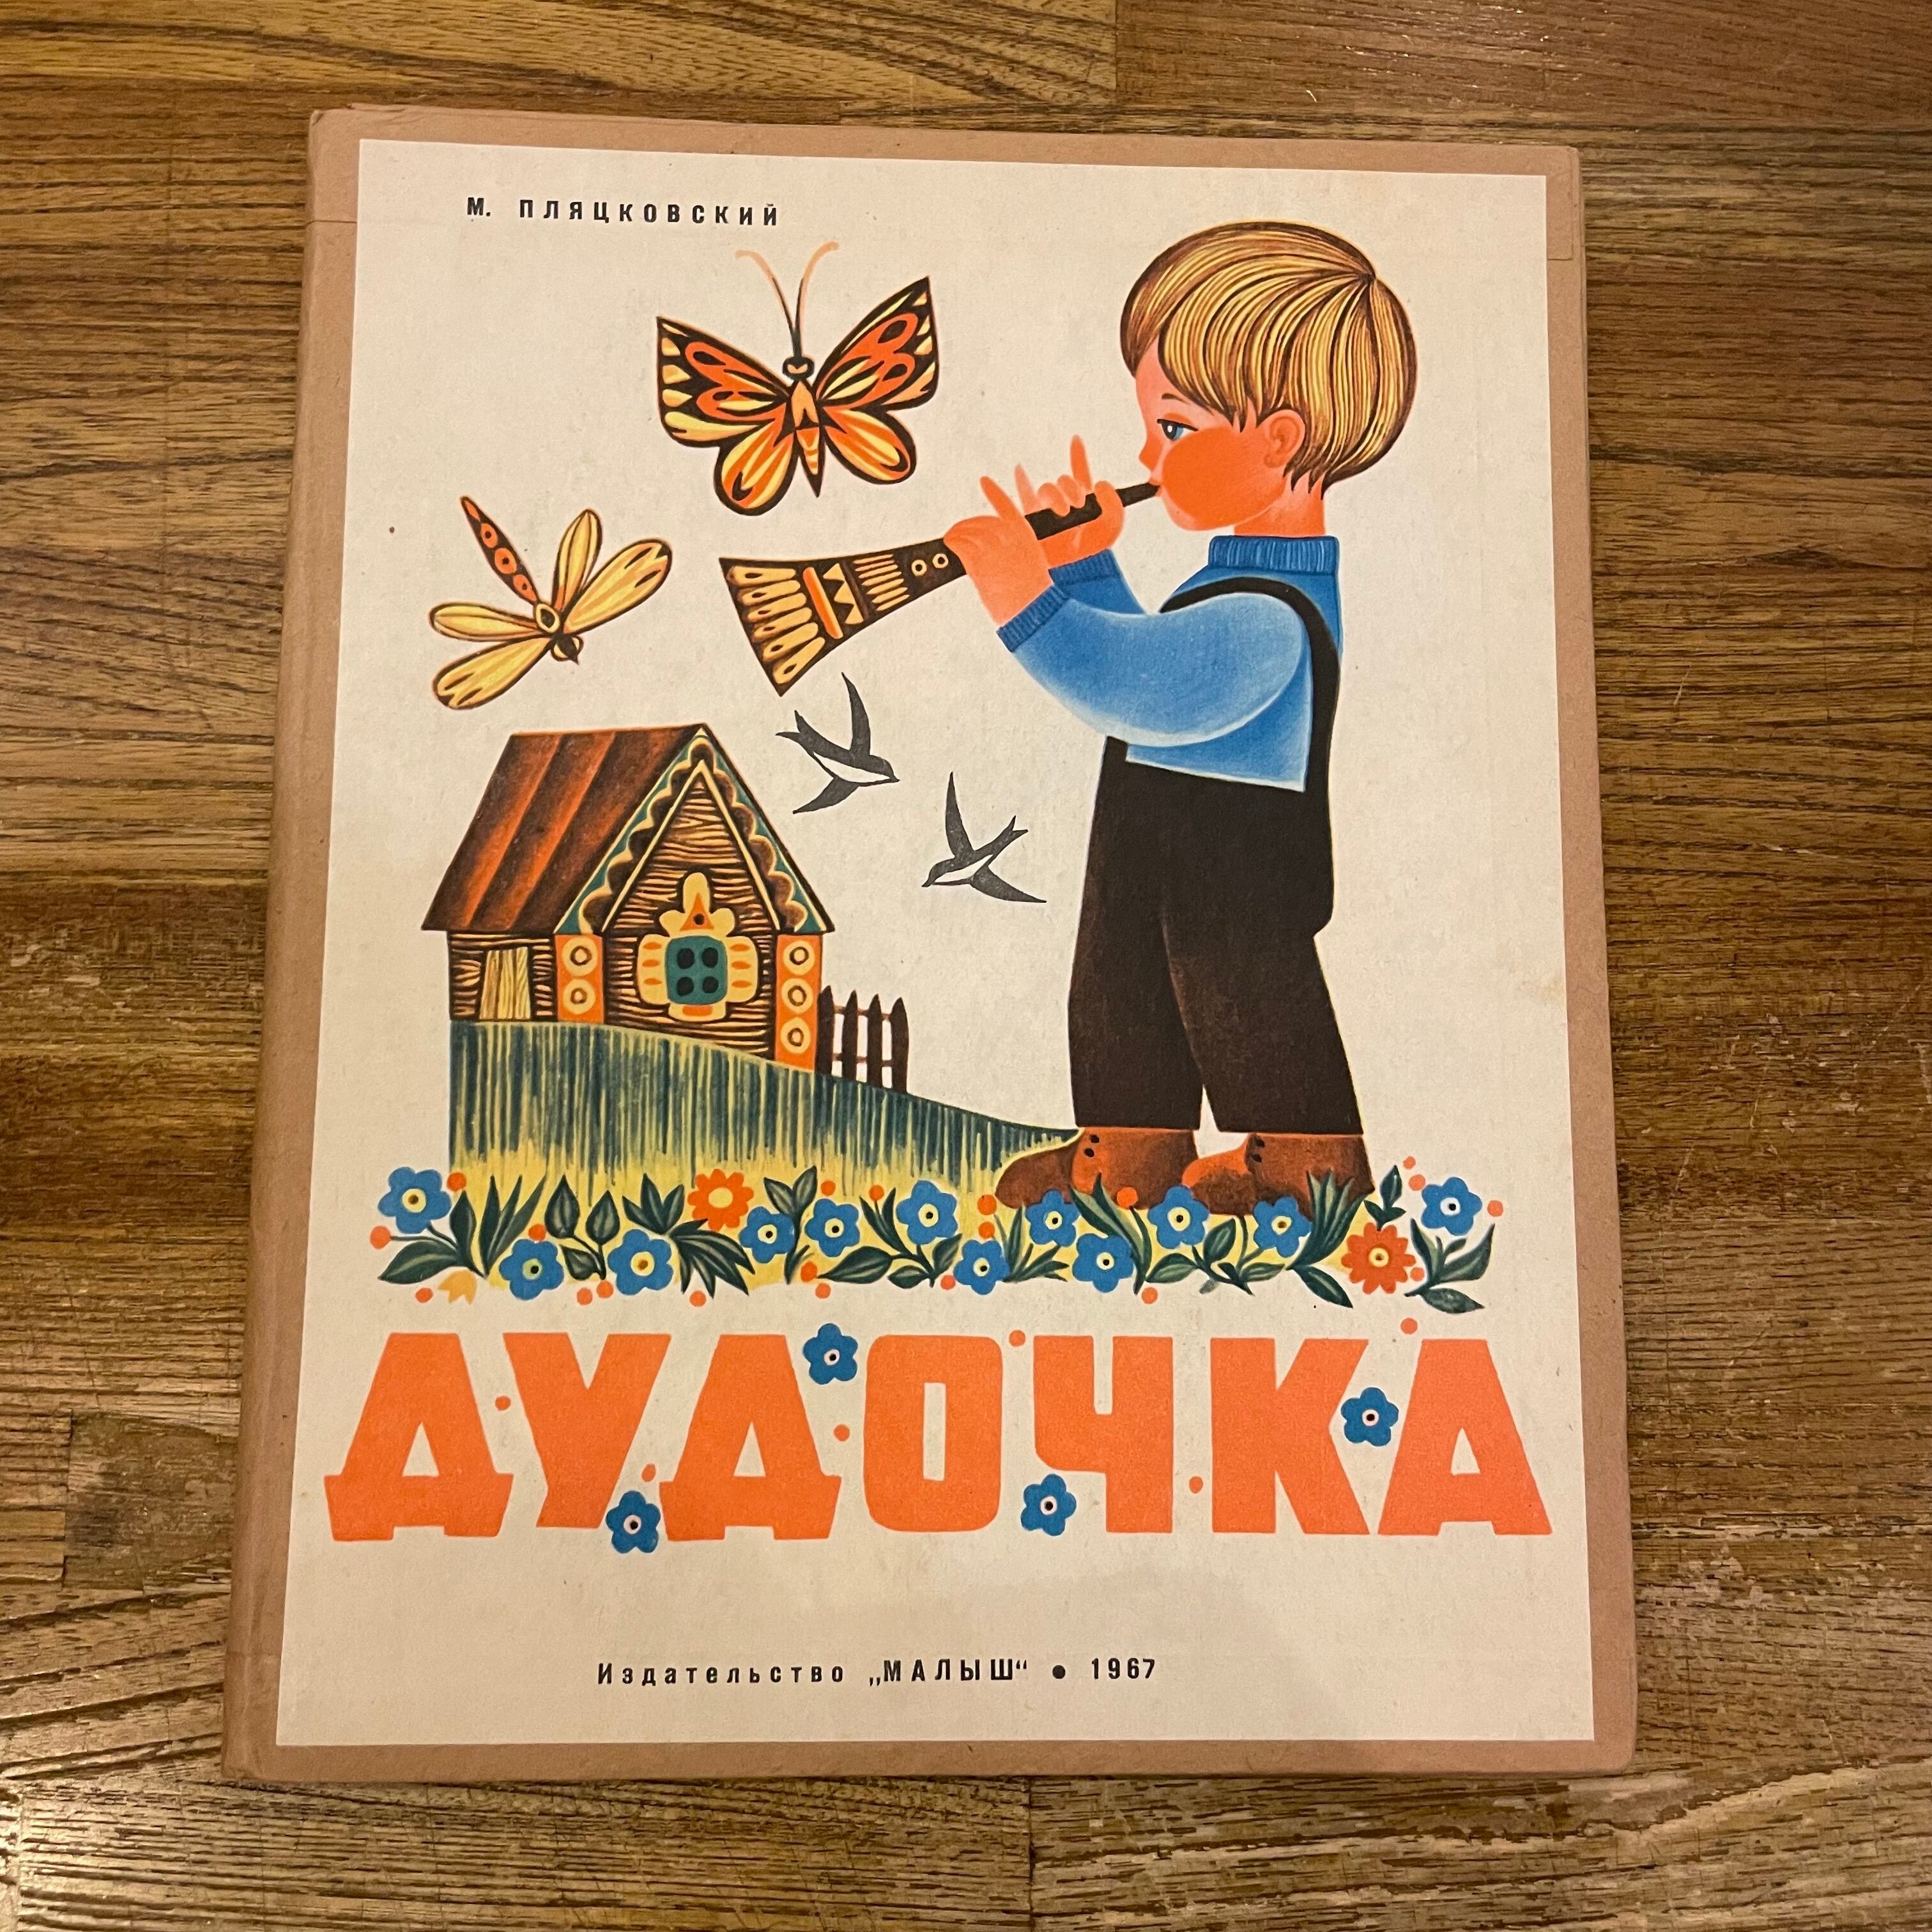 М. ПЛЯЦКОВСКИЙ
ДУДОЧКА
Издательство „МАЛЫШ“ • 1967